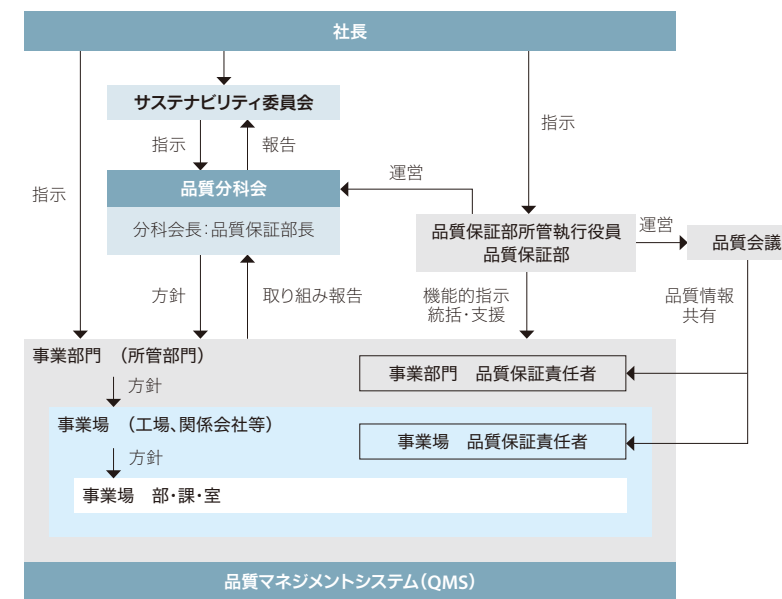 社長
サステナビリティ委員会
指示
指示
報告
運営
指示
品質分科会
分科会長：品質保証部長
品質保証部所管執行役員
品質保証部
運営
品質会議
方針
取り組み報告
機能的指示
統括・支援
品質情報
共有
事業部門　（所管部門）
方針
事業部門　品質保証責任者
事業場　（工場、関係会社等）
方針
事業場　品質保証責任者
事業場　部・課・室
品質マネジメントシステム（QMS）